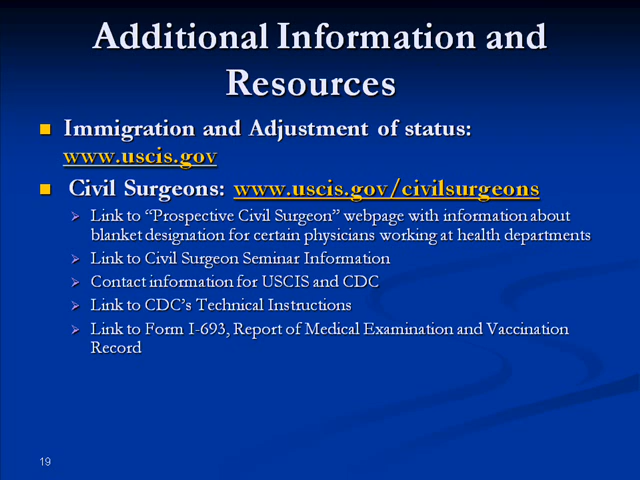 Additional Information and
Resources
Immigration and Adjustment of status:
www.uscis.gov
Civil Surgeons: www.uscis.gov/civilsurgeons
Link to “Prospective Civil Surgeon” webpage with information about
blanket designation for certain physicians working at health departments
Link to Civil Surgeon Seminar Information
Contact information for USCIS and CDC
Link to CDC’s Technical Instructions
Link to Form I-693, Report of Medical Examination and Vaccination
Record
19